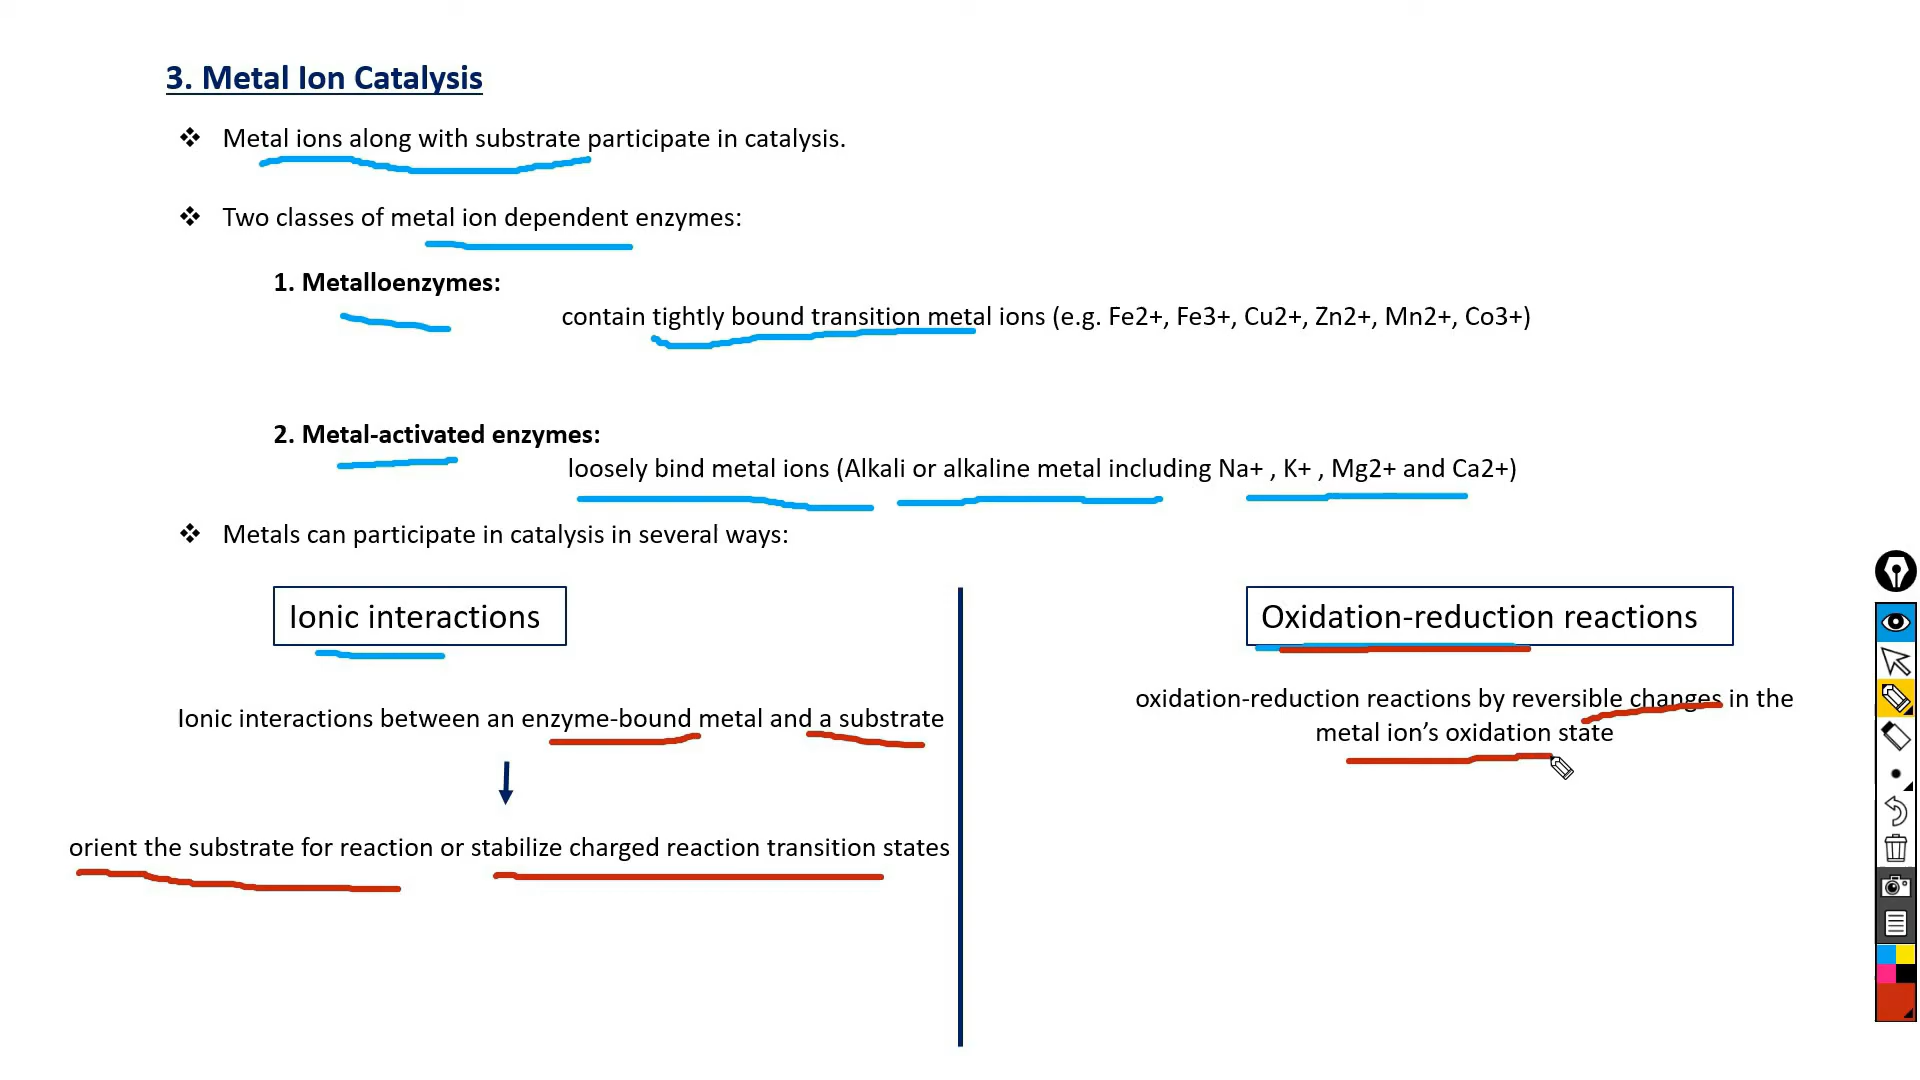 3. Metal Ion Catalysis
❖ Metal ions along with substrate participate in catalysis.
❖ Two classes of metal ion dependent enzymes:
1. Metalloenzymes:
contain tightly bound transition metal ions (e.g. Fe2+, Fe3+, Cu2+, Zn2+, Mn2+, Co3+)
2. Metal-activated enzymes:
loosely bind metal ions (Alkali or alkaline metal including Na+ , K+ , Mg2+ and Ca2+)
❖ Metals can participate in catalysis in several ways:
Ionic interactions
Ionic interactions between an enzyme-bound metal and a substrate
orient the substrate for reaction or stabilize charged reaction transition states
Oxidation-reduction reactions
oxidation-reduction reactions by reversible changes in the
metal ion’s oxidation state